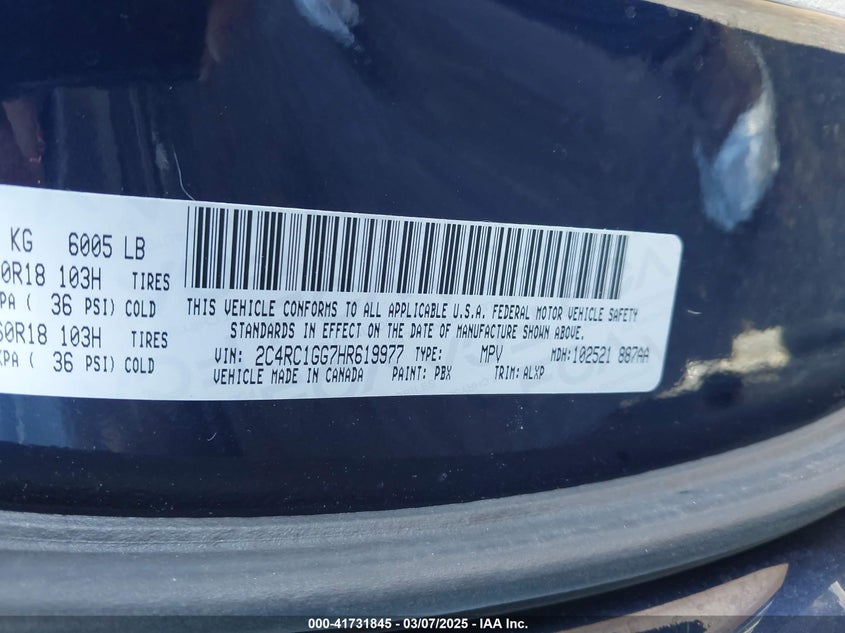 KG 6005 LB
0R18 103H TIRES
PA ( 36 PSI) COLD
60R18 103H TIRES
KPA ( 36 PSI) COLD
THIS VEHICLE CONFORMS TO ALL APPLICABLE U.S.A. FEDERAL MOTOR VEHICLE SAFETY
STANDARDS IN EFFECT ON THE DATE OF MANUFACTURE SHOWN ABOVE.
VIN: 2C4RC1GG7HR619977 TYPE: MPV MDH: 102521 887AA
VEHICLE MADE IN CANADA PAINT: PBX TRIM: ALXP
000-41731845 - 03/07/2025 - IAA Inc.